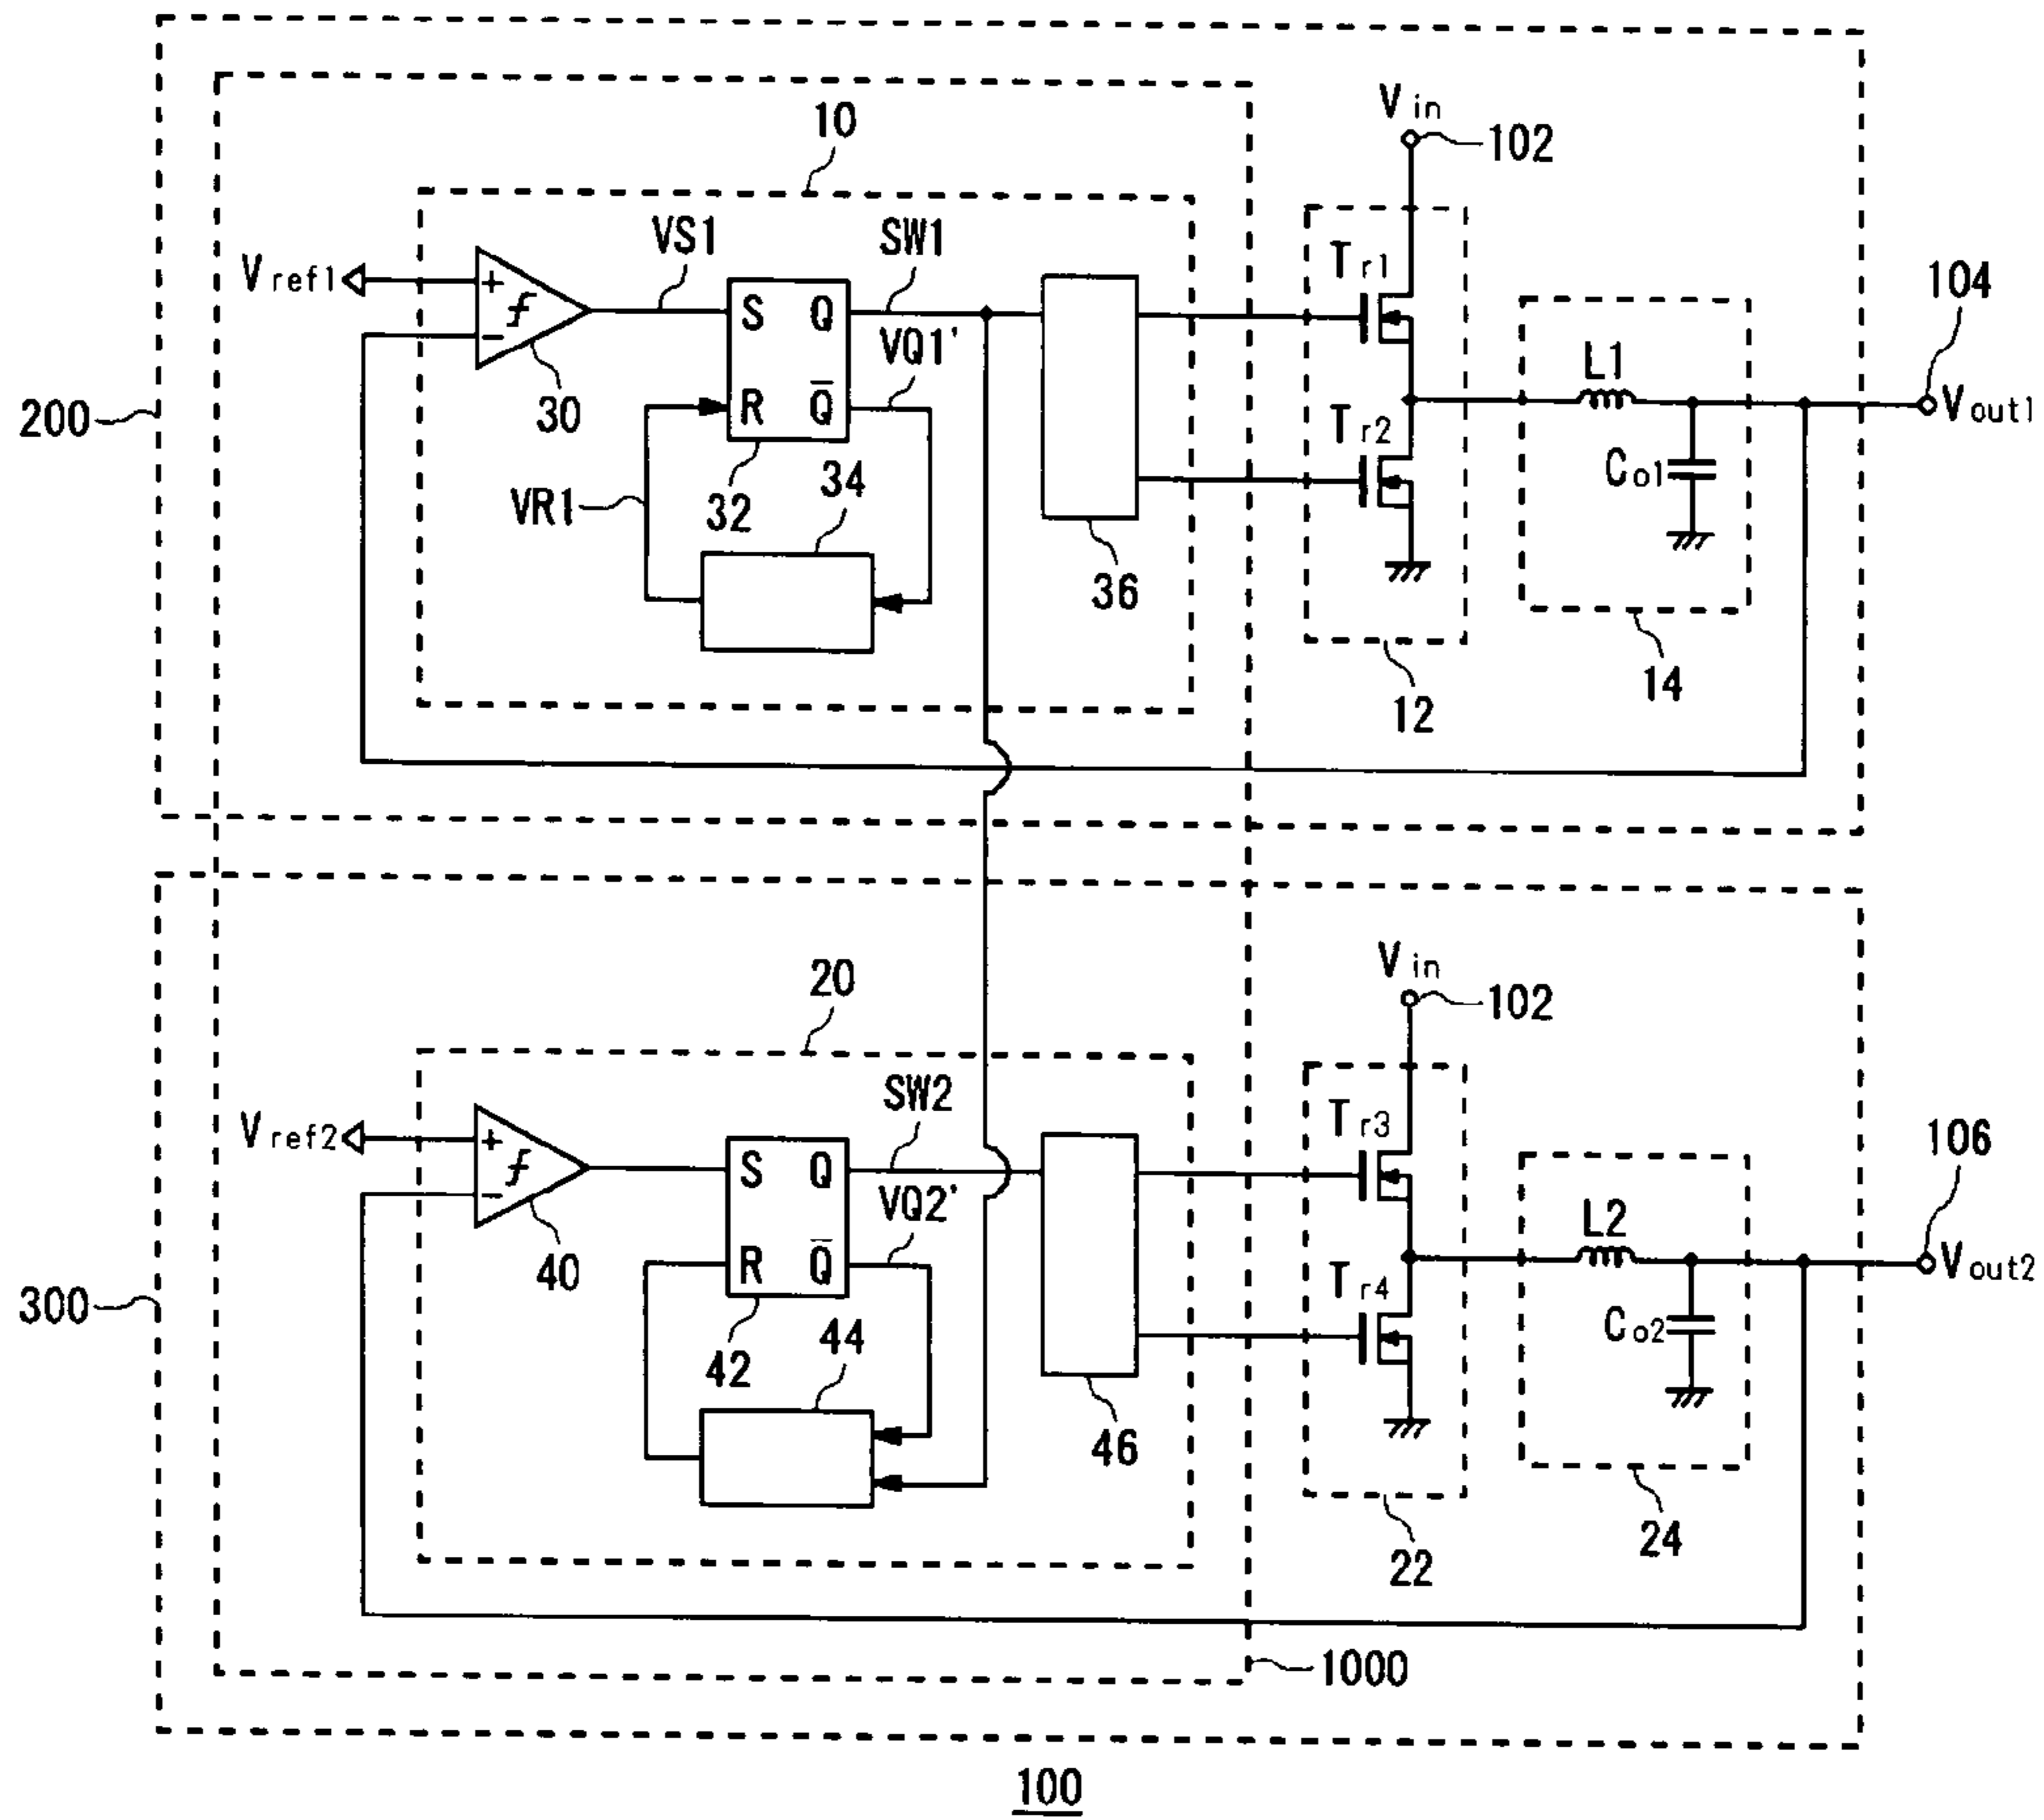 10
Vin
102
VS1
SW1
Tr1
Vref1
+
−
S
Q
VQ1'
L1
104
Vout1
200
30
R
Q̅
Tr2
Co1
VR1
32
34
36
12
14
20
Vin
102
SW2
Tr3
Vref2
+
−
S
Q
VQ2'
L2
106
Vout2
300
40
R
Q̅
Tr4
Co2
42
44
46
22
24
1000
100